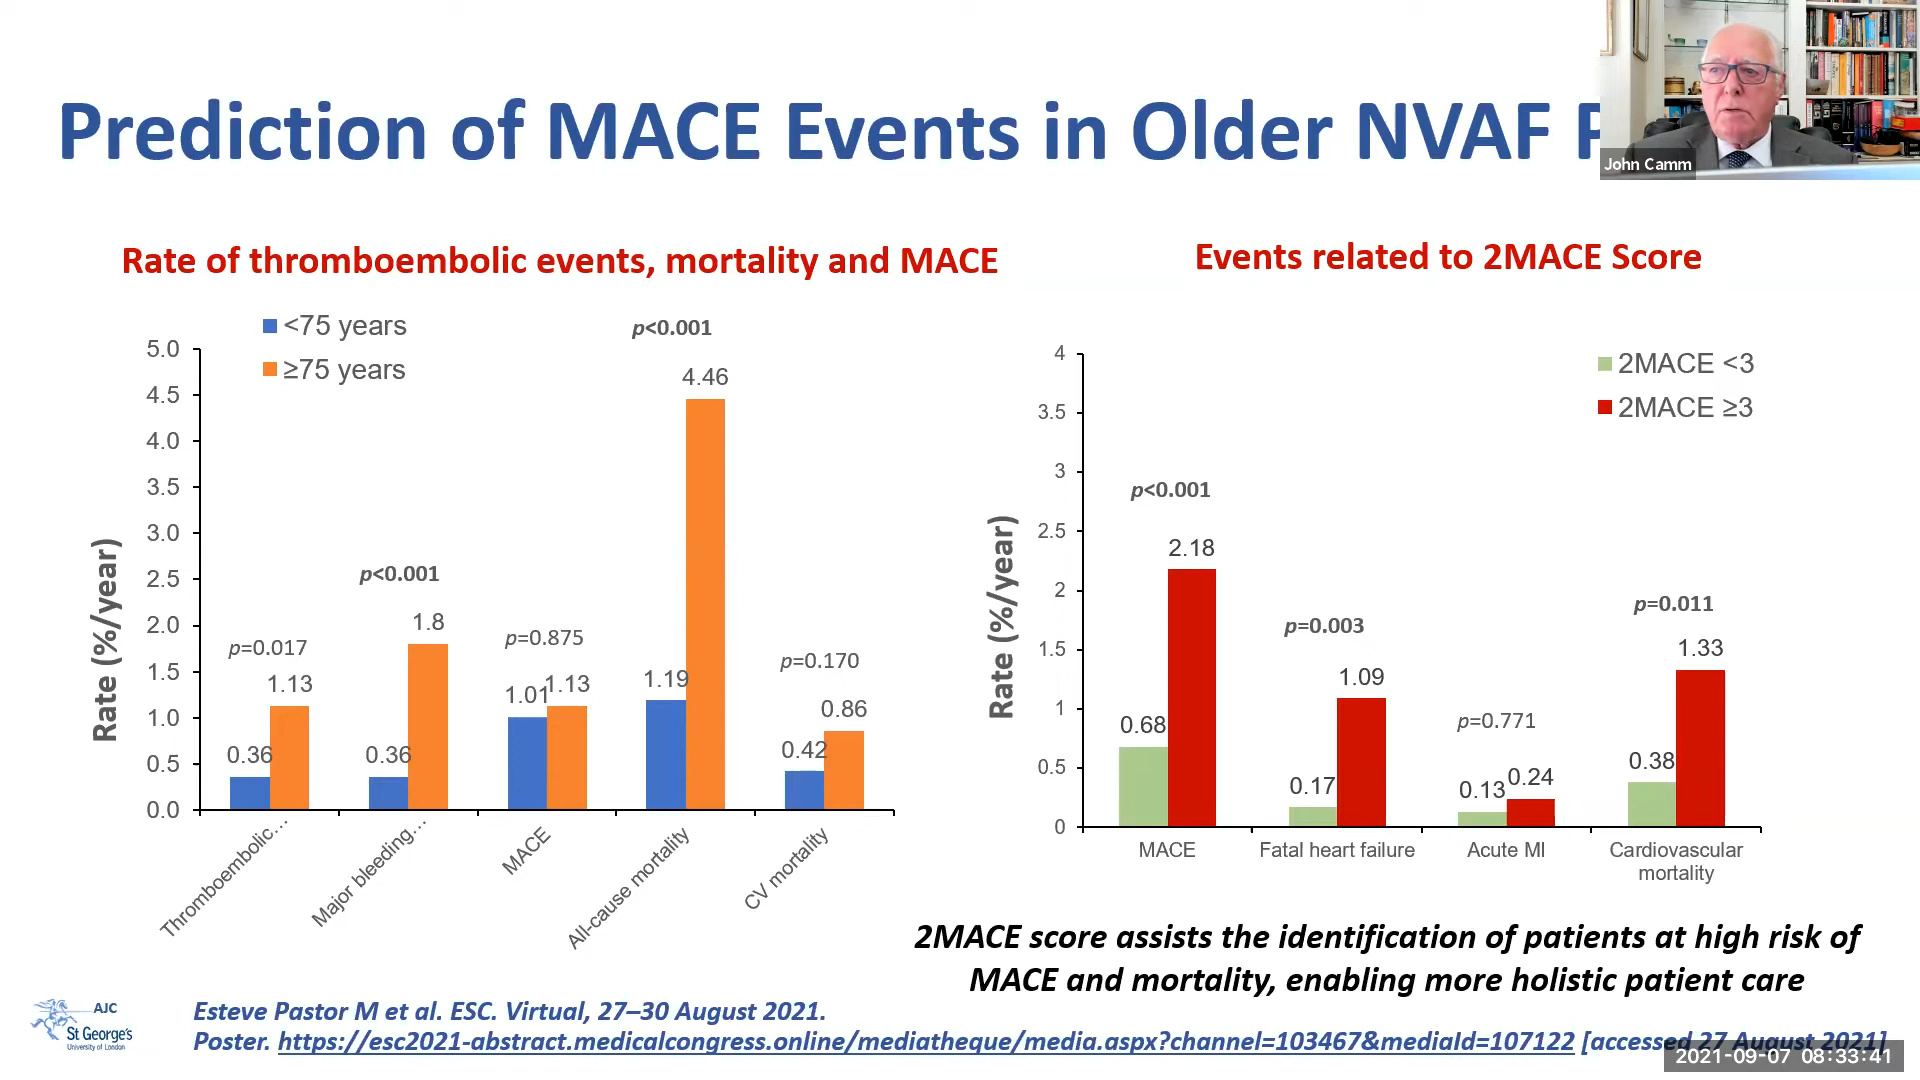 Prediction of MACE Events in Older NVAF
John Camm
Rate of thromboembolic events, mortality and MACE
<75 years
≥75 years
Rate (%/year)
5.0
4.5
4.0
3.5
3.0
2.5
2.0
1.5
1.0
0.5
0.0
p=0.017
0.36
1.13
p<0.001
0.36
1.8
p=0.875
1.01
1.13
p<0.001
1.19
4.46
p=0.170
0.42
0.86
Thromboembolic...
Major bleeding...
MACE
All-cause mortality
CV mortality
Events related to 2MACE Score
2MACE <3
2MACE ≥3
Rate (%/year)
4
3.5
3
2.5
2
1.5
1
0.5
0
p<0.001
0.68
2.18
p=0.003
0.17
1.09
p=0.771
0.13
0.24
p=0.011
0.38
1.33
MACE
Fatal heart failure
Acute MI
Cardiovascular
mortality
2MACE score assists the identification of patients at high risk of
MACE and mortality, enabling more holistic patient care
AJC
St George's
University of London
Esteve Pastor M et al. ESC. Virtual, 27–30 August 2021.
Poster. https://esc2021-abstract.medicalcongress.online/mediatheque/media.aspx?channel=103467&mediaId=107122 [accessed 27 August 2021]
2021-09-07 08:33:41